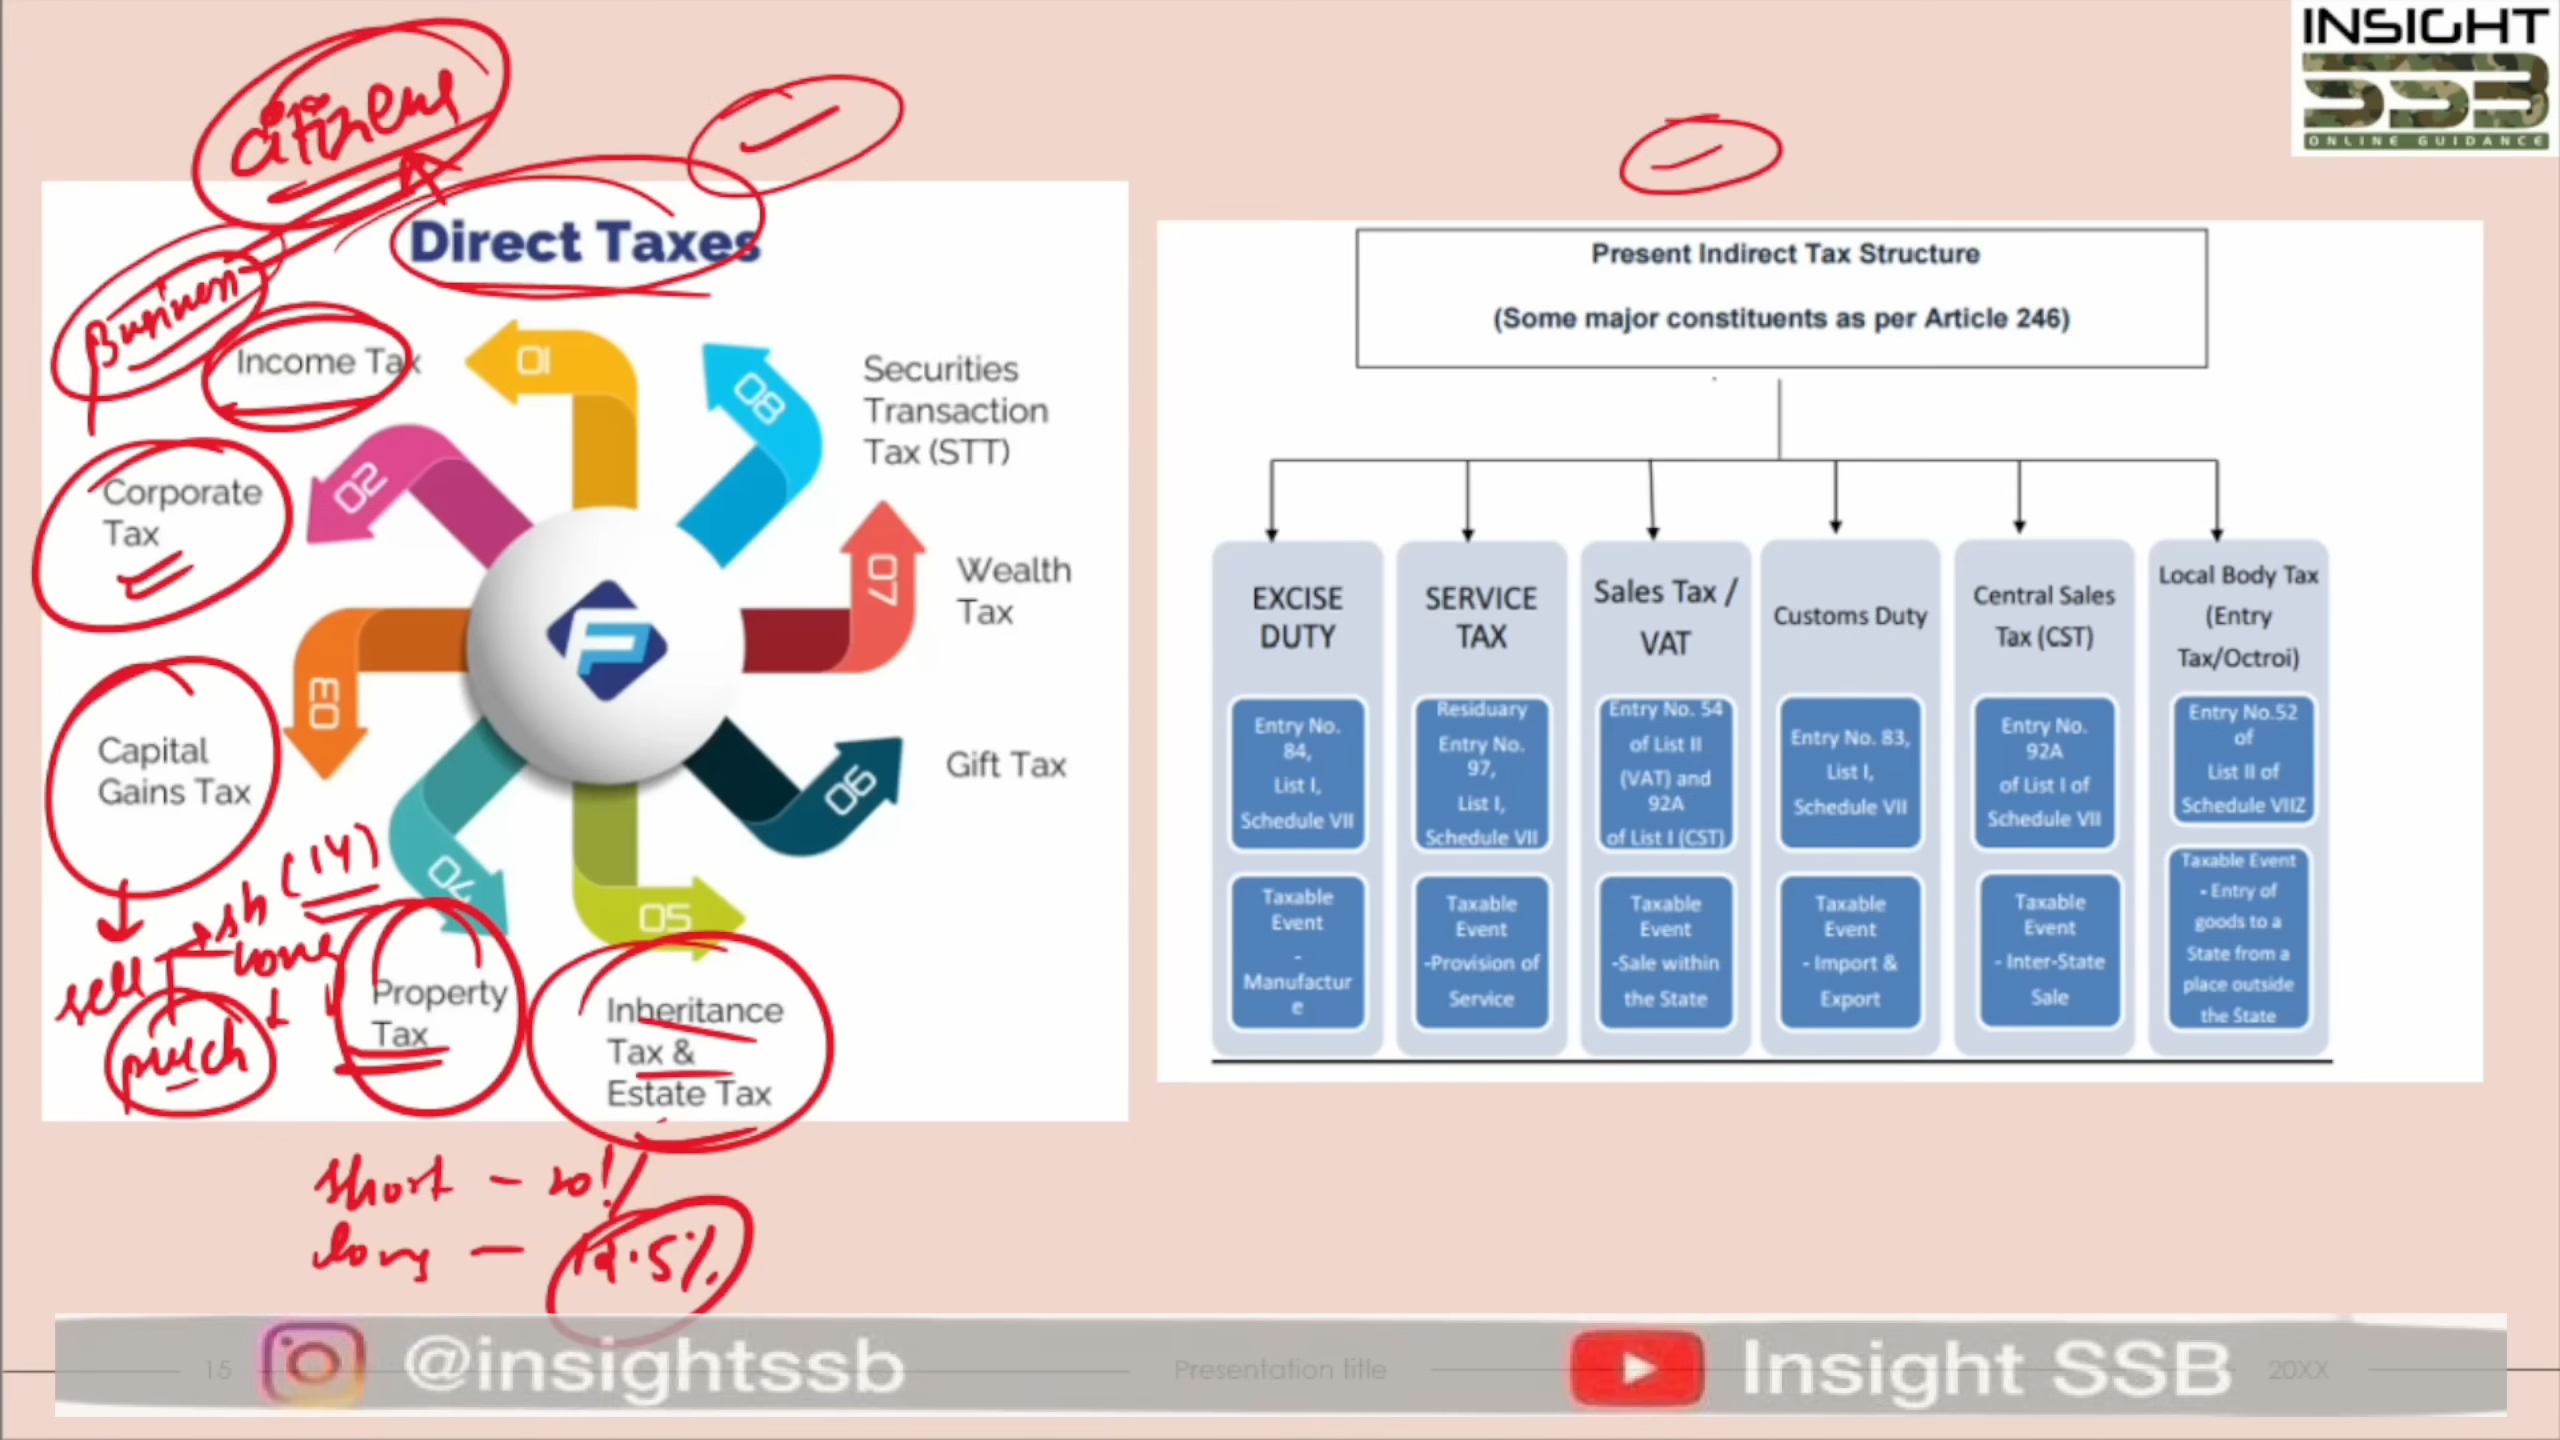 INSIGHT
SSB
ONLINE GUIDANCE
citizens
Business
Direct Taxes
01
Income Tax
02
Corporate
Tax
03
Capital
Gains Tax
sell
purch
sh (1Y)
long
04
Property
Tax
05
Inheritance
Tax &
Estate Tax
06
Gift Tax
07
Wealth
Tax
08
Securities
Transaction
Tax (STT)
short - 20%
long - 12.5%
Present Indirect Tax Structure
(Some major constituents as per Article 246)
EXCISE
DUTY
Entry No.
84,
List I,
Schedule VII
Taxable
Event
-
Manufactur
e
SERVICE
TAX
Residuary
Entry No.
97,
List I,
Schedule VII
Taxable
Event
-Provision of
Service
Sales Tax /
VAT
Entry No. 54
of List II
(VAT) and
92A
of List I (CST)
Taxable
Event
-Sale within
the State
Customs Duty
Entry No. 83,
List I,
Schedule VII
Taxable
Event
- Import &
Export
Central Sales
Tax (CST)
Entry No.
92A
of List I of
Schedule VII
Taxable
Event
- Inter-State
Sale
Local Body Tax
(Entry
Tax/Octroi)
Entry No.52
of
List II of
Schedule VIIZ
Taxable Event
- Entry of
goods to a
State from a
place outside
the State
15
@insightssb
Presentation title
Insight SSB
20XX